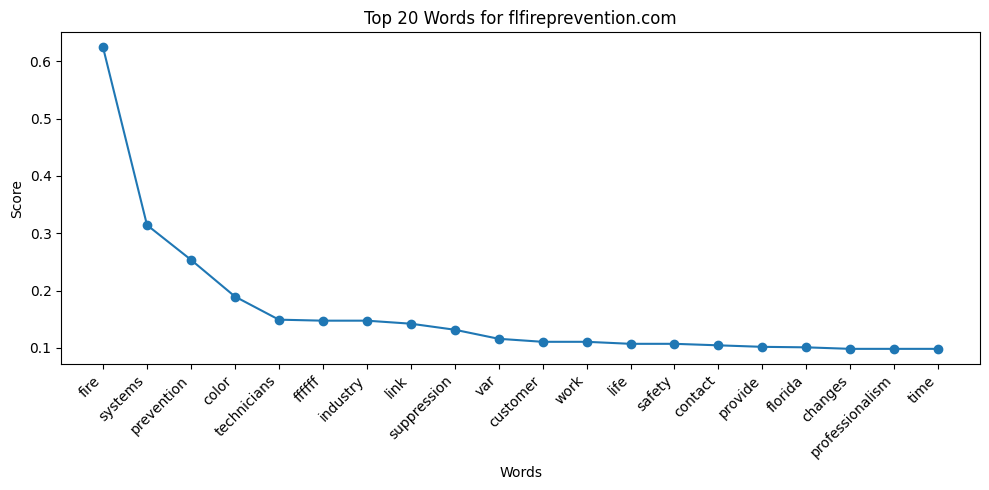 Top 20 Words for flfireprevention.com
Score
0.6
0.5
0.4
0.3
0.2
0.1
fire
systems
prevention
color
technicians
ffffff
industry
link
suppression
var
customer
work
life
safety
contact
provide
florida
changes
professionalism
time
Words